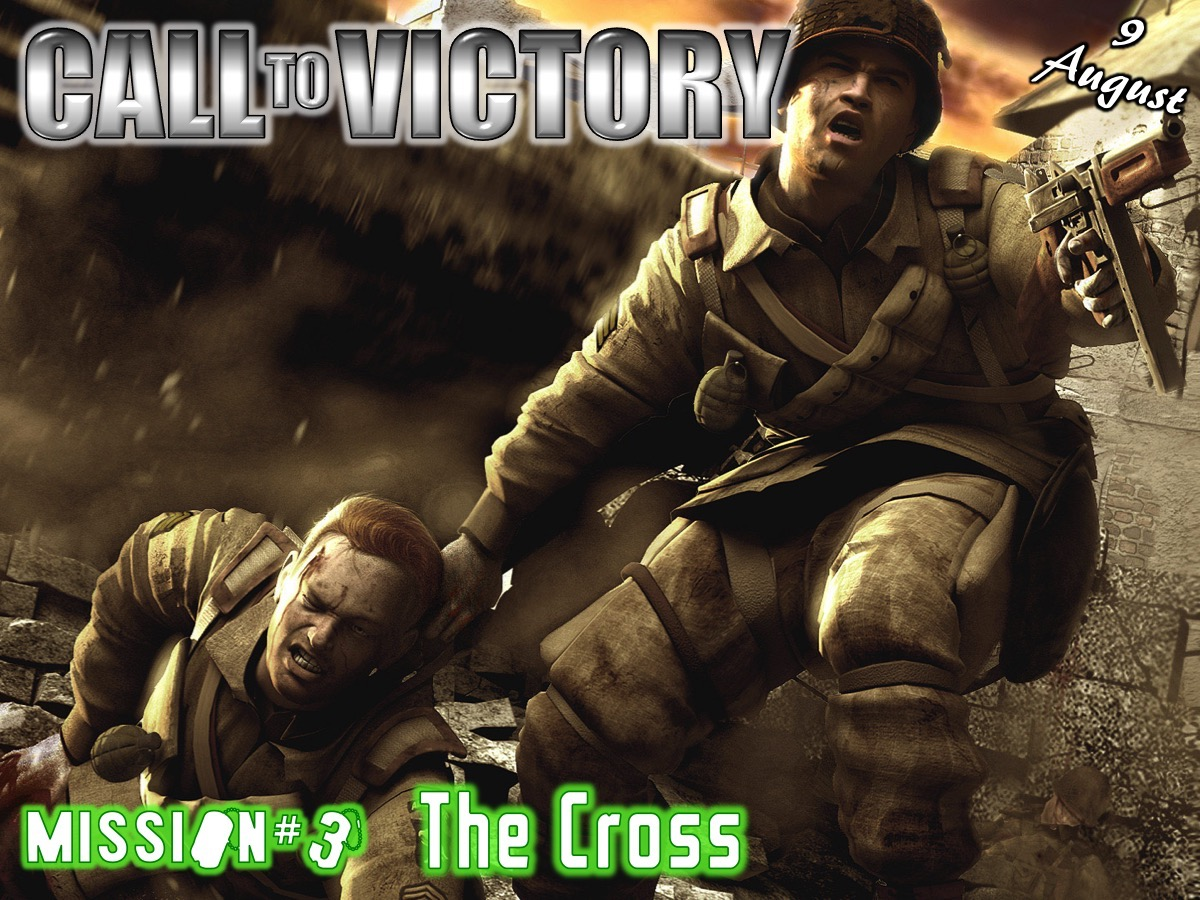 CALL TO VICTORY
9
August
MISSION #3 The Cross